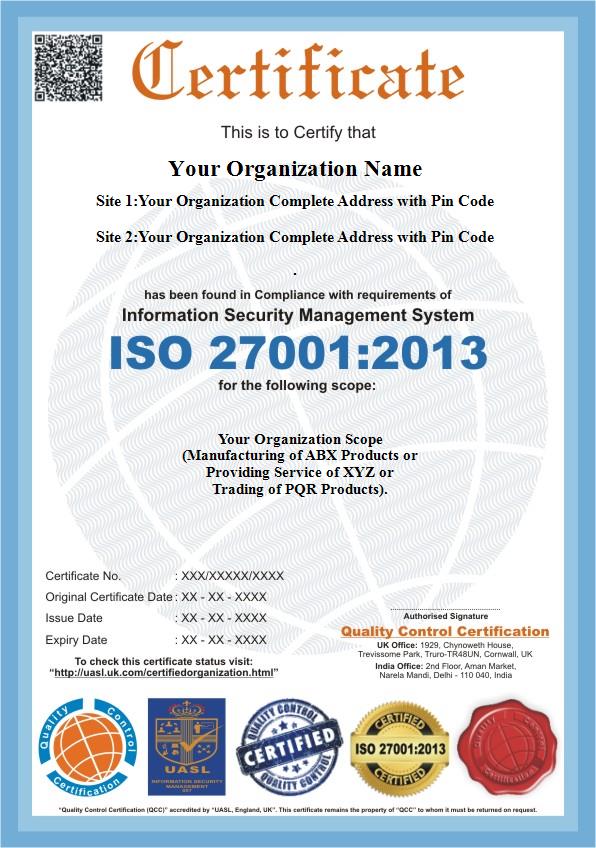 Certificate
This is to Certify that
Your Organization Name
Site 1:Your Organization Complete Address with Pin Code
Site 2:Your Organization Complete Address with Pin Code
.
has been found in Compliance with requirements of
Information Security Management System
ISO 27001:2013
for the following scope:
Your Organization Scope
(Manufacturing of ABX Products or
Providing Service of XYZ or
Trading of PQR Products).
Certificate No. : XXX/XXXXX/XXXX
Original Certificate Date : XX - XX - XXXX
Issue Date : XX - XX - XXXX
Expiry Date : XX - XX - XXXX
To check this certificate status visit:
“http://uasl.uk.com/certifiedorganization.html”
Authorised Signature
Quality Control Certification
UK Office: 1929, Chynoweth House,
Trevissome Park, Truro-TR48UN, Cornwall, UK
India Office: 2nd Floor, Aman Market,
Narela Mandi, Delhi - 110 040, India
Quality Control
Certification
UASL
INFORMATION SECURITY
MANAGEMENT
QUALITY CONTROL
CERTIFIED
QUALITY CONTROL
CERTIFIED
ISO 27001:2013
CERTIFIED
Quality Control
Certification
“Quality Control Certification (QCC)” accredited by “UASL, England, UK”. This certificate remains the property of “QCC” to whom it must be returned on request.